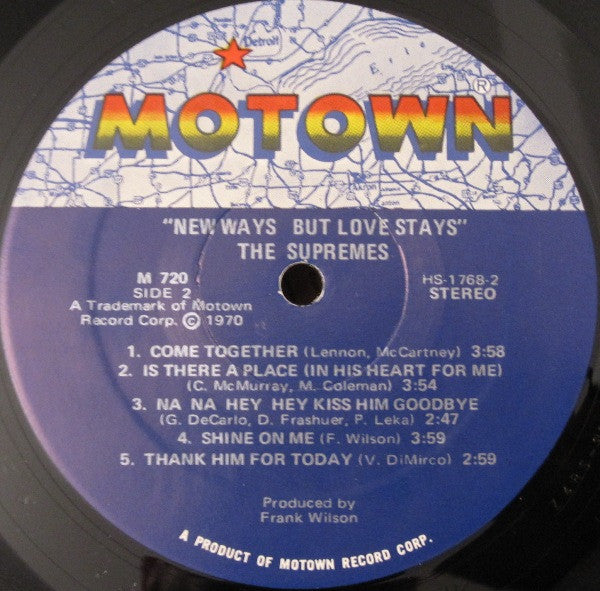 Detroit
Erie
AKRON
MOTOWN®
"NEW WAYS BUT LOVE STAYS"
THE SUPREMES
M 720
SIDE 2
A Trademark of Motown
Record Corp. © 1970
HS-1768-2
STEREO
1. COME TOGETHER (Lennon, McCartney) 3:58
2. IS THERE A PLACE (IN HIS HEART FOR ME)
(C. McMurray, M. Coleman) 3:54
3. NA NA HEY HEY KISS HIM GOODBYE
(G. DeCarlo, D. Frashuer, P. Leka) 2:47
4. SHINE ON ME (F. Wilson) 3:59
5. THANK HIM FOR TODAY (V. DiMirco) 2:59
Produced by
Frank Wilson
A PRODUCT OF MOTOWN RECORD CORP.